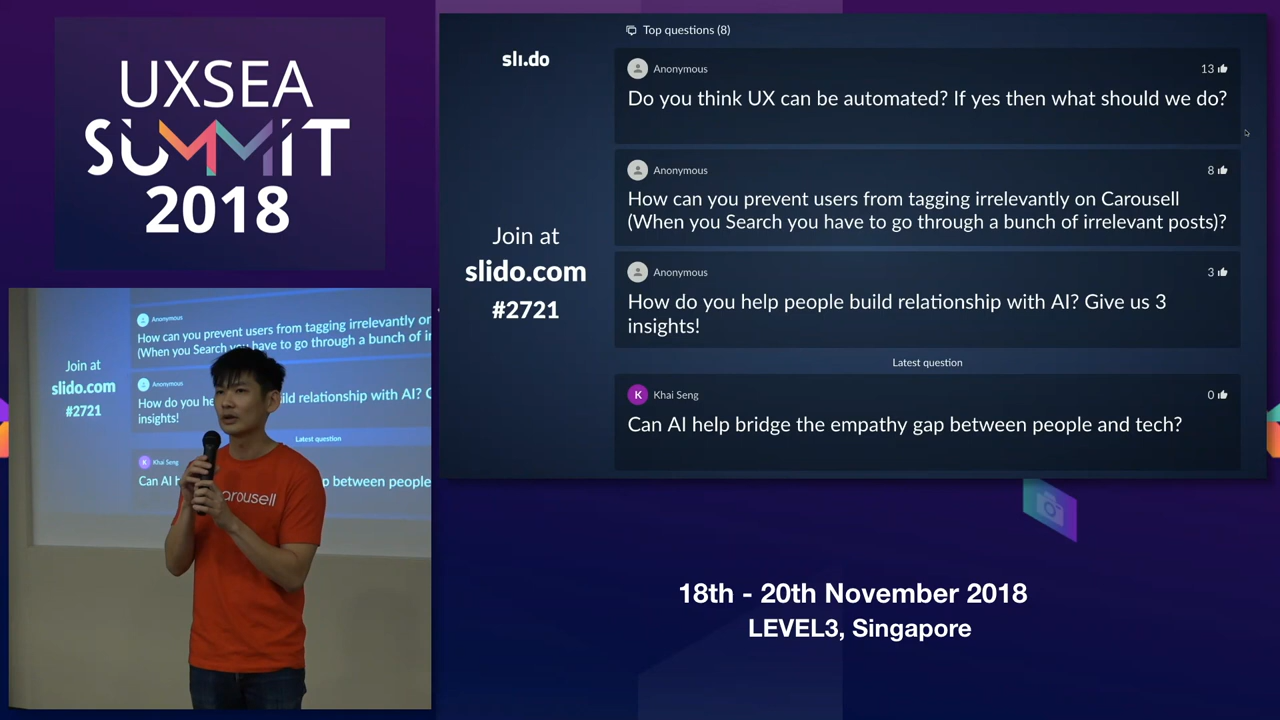 UXSEA
SUMMIT
2018
Anonymous
How can you prevent users from tagging irrelevantly or
(When you Search you have to go through a bunch of
Join at
slido.com
#2721
Anonymous
How do you he ild relationship with AI?
insights!
Latest question
Khai Seng
Can AI between people
carousell
sli.do
Join at
slido.com
#2721
Top questions (8)
Anonymous
13
Do you think UX can be automated? If yes then what should we do?
Anonymous
8
How can you prevent users from tagging irrelevantly on Carousell
(When you Search you have to go through a bunch of irrelevant posts)?
Anonymous
3
How do you help people build relationship with AI? Give us 3
insights!
Latest question
K
Khai Seng
0
Can AI help bridge the empathy gap between people and tech?
18th - 20th November 2018
LEVEL3, Singapore